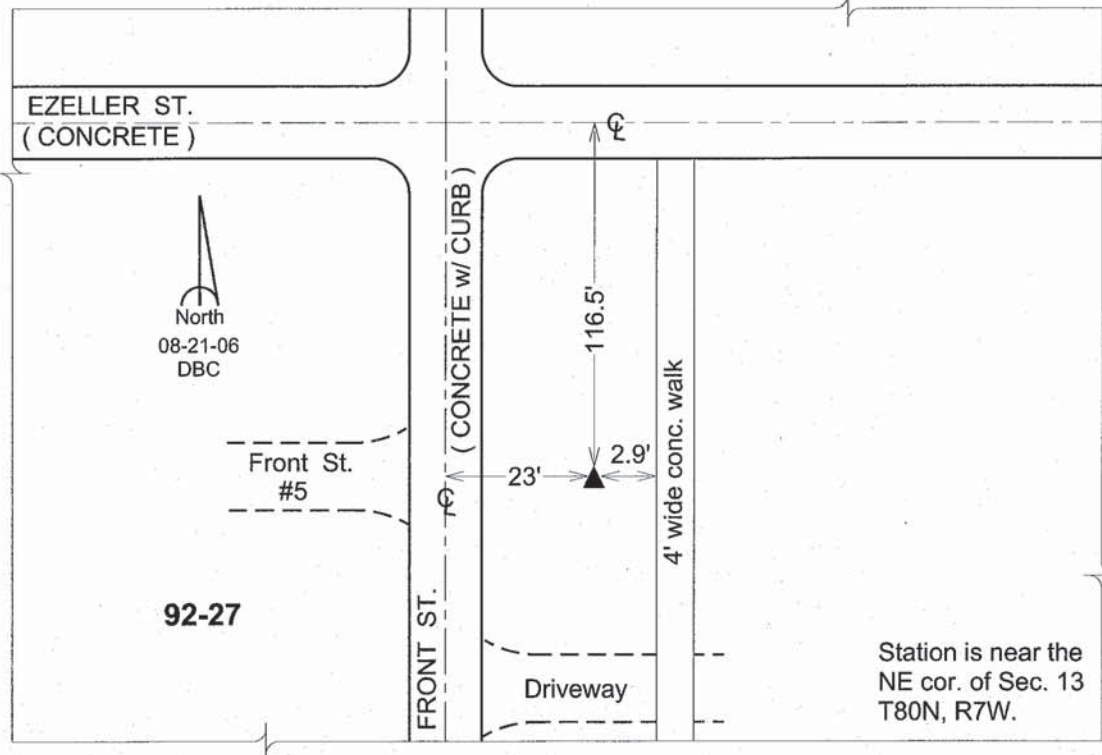 EZELLER ST.
( CONCRETE )
℄
North
08-21-06
DBC
( CONCRETE w/ CURB )
116.5'
4' wide conc. walk
Front St.
#5
23'
2.9'
℄
92-27
FRONT ST.
Driveway
Station is near the
NE cor. of Sec. 13
T80N, R7W.